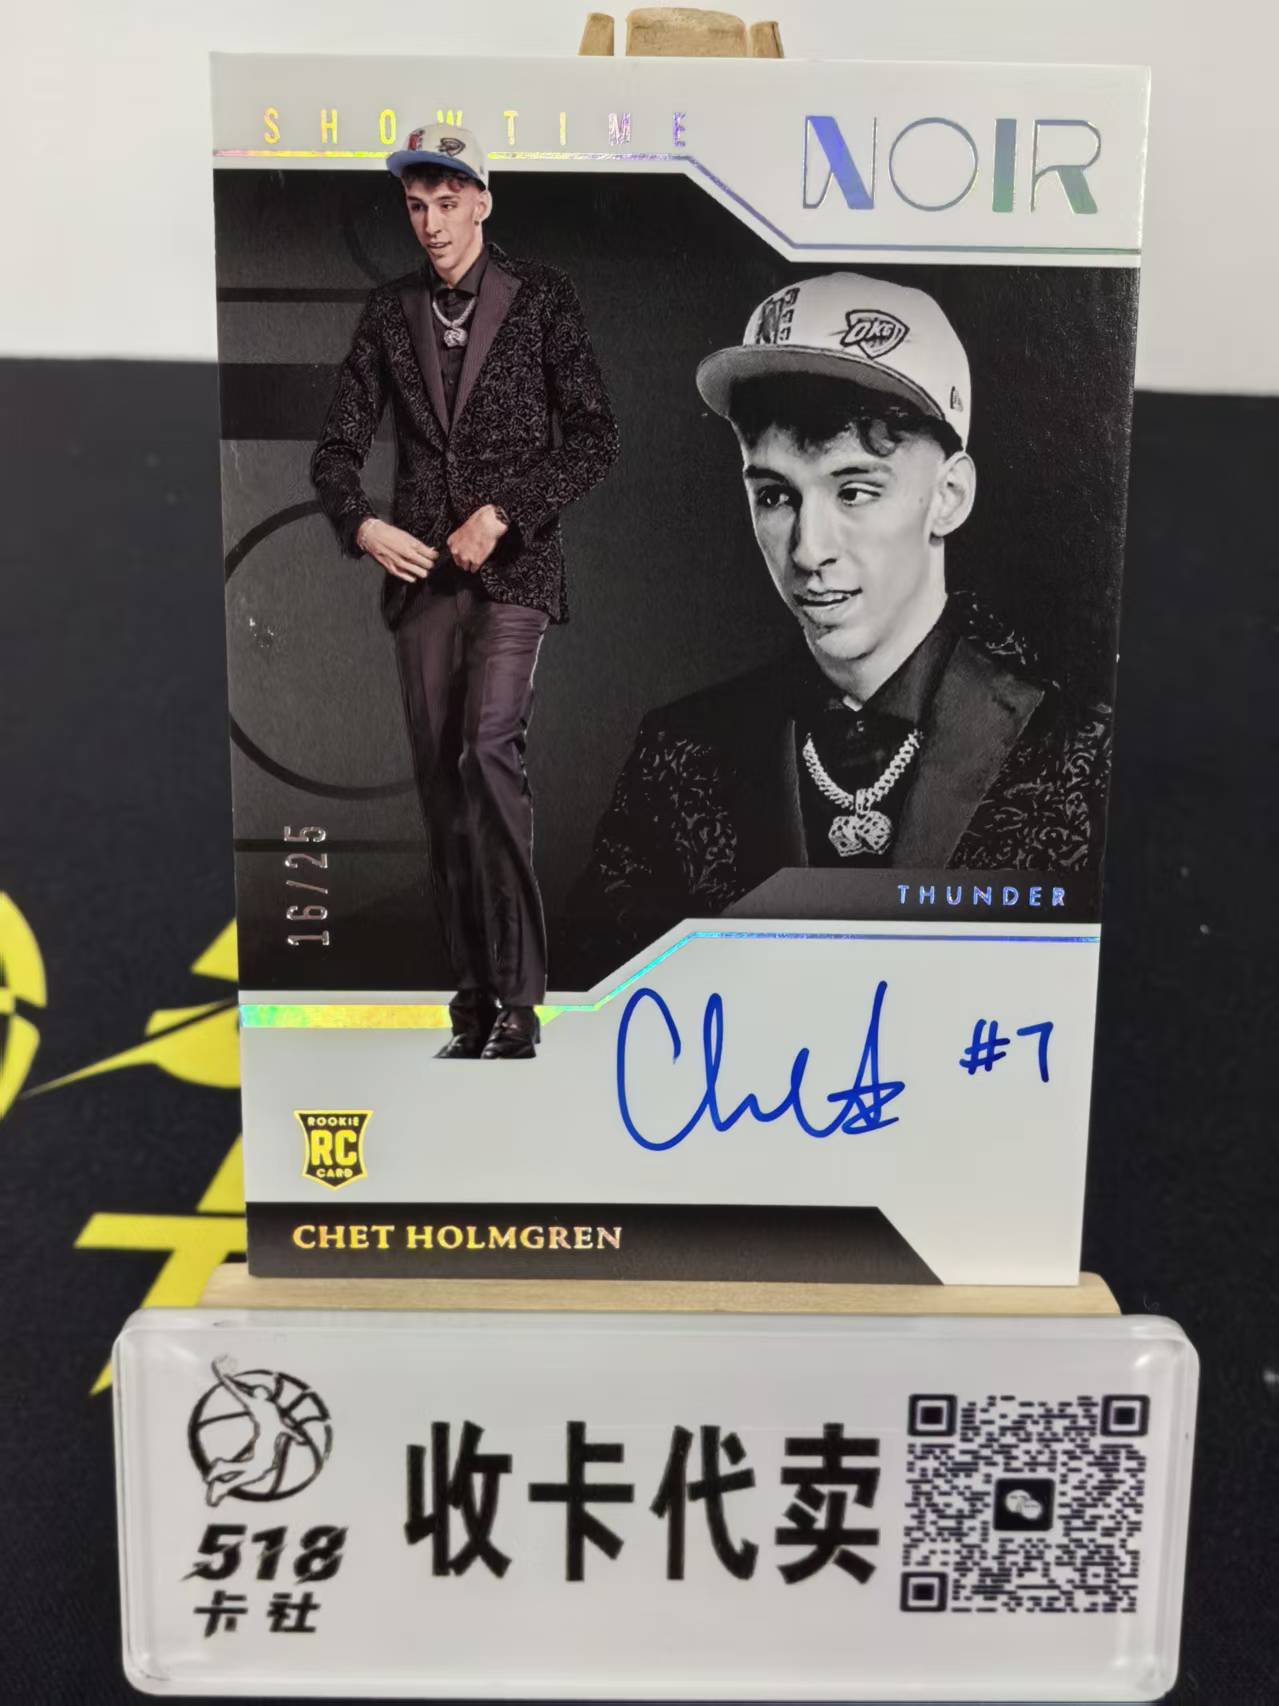 SHOWTIME
NOIR
OKC
16/25
THUNDER
Chet #7
ROOKIE
RC
CARD
CHET HOLMGREN
收卡代卖
518
卡社